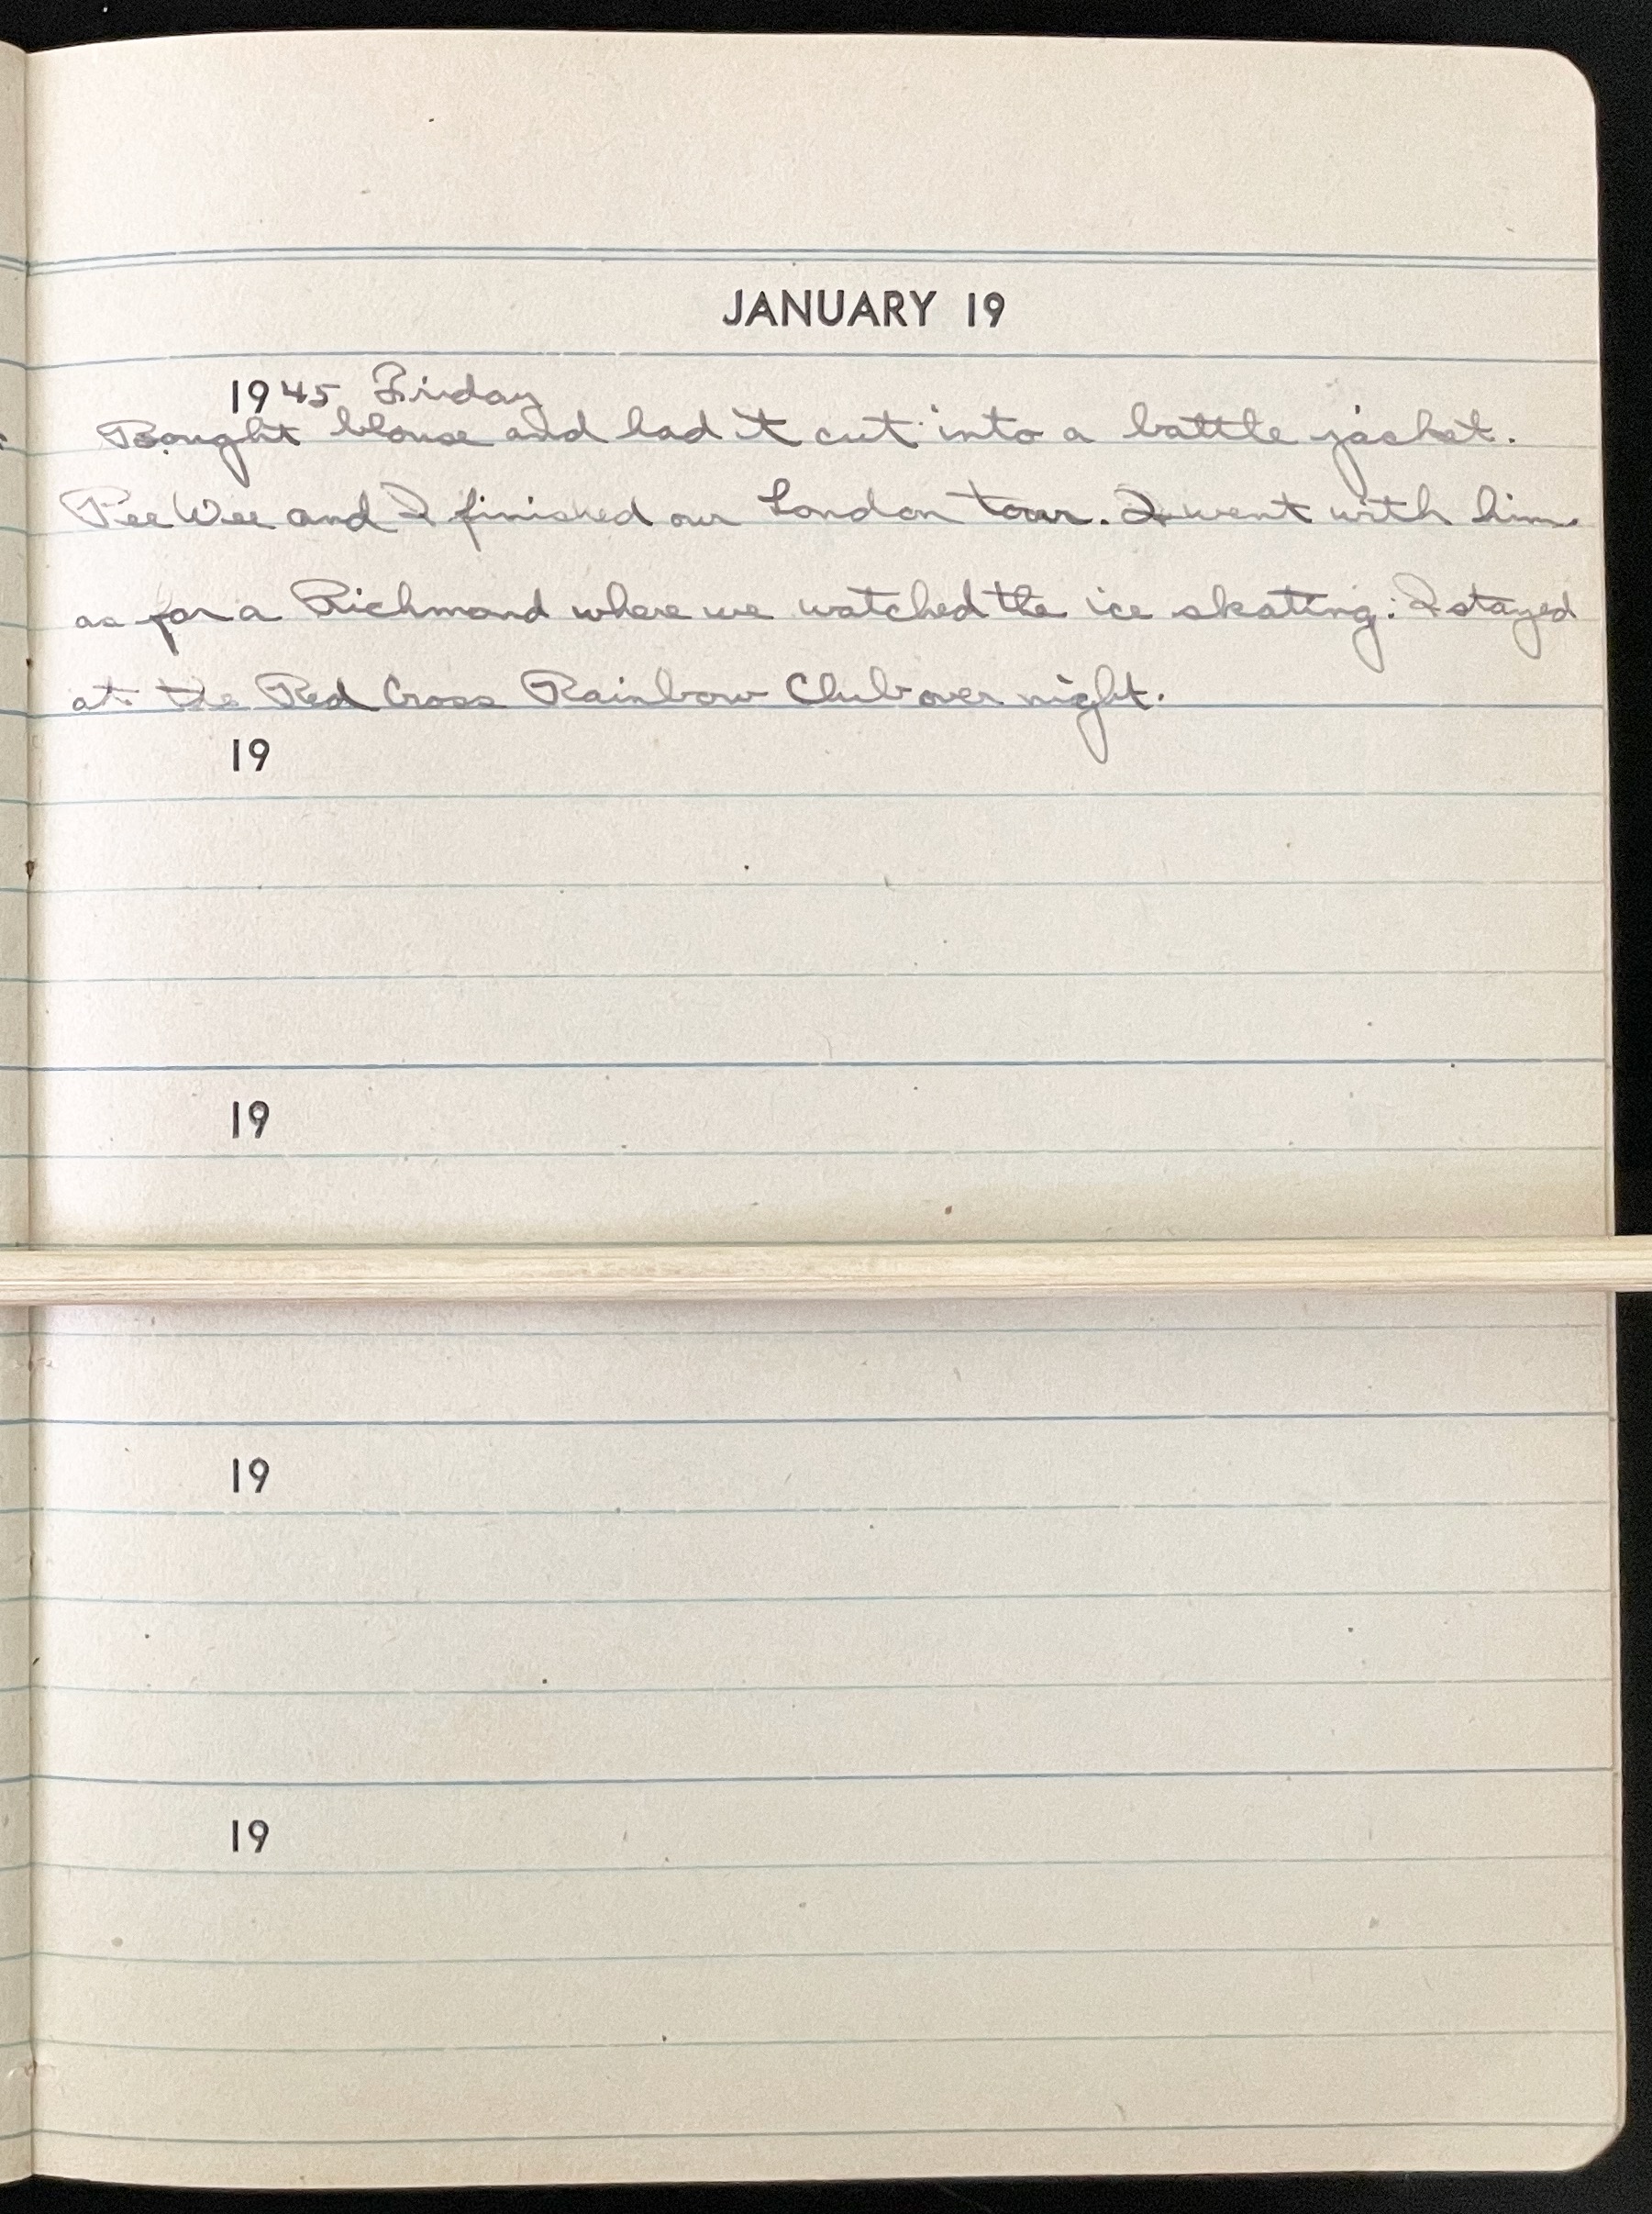 JANUARY 19
1945 Friday
Bought blouse and had it cut into a battle jacket.
Pee Wee and I finished our London tour. I went with him
as far a Richmond where we watched the ice skating. I stayed
at the Red Cross Rainbow Club over night.
19
19
19
19